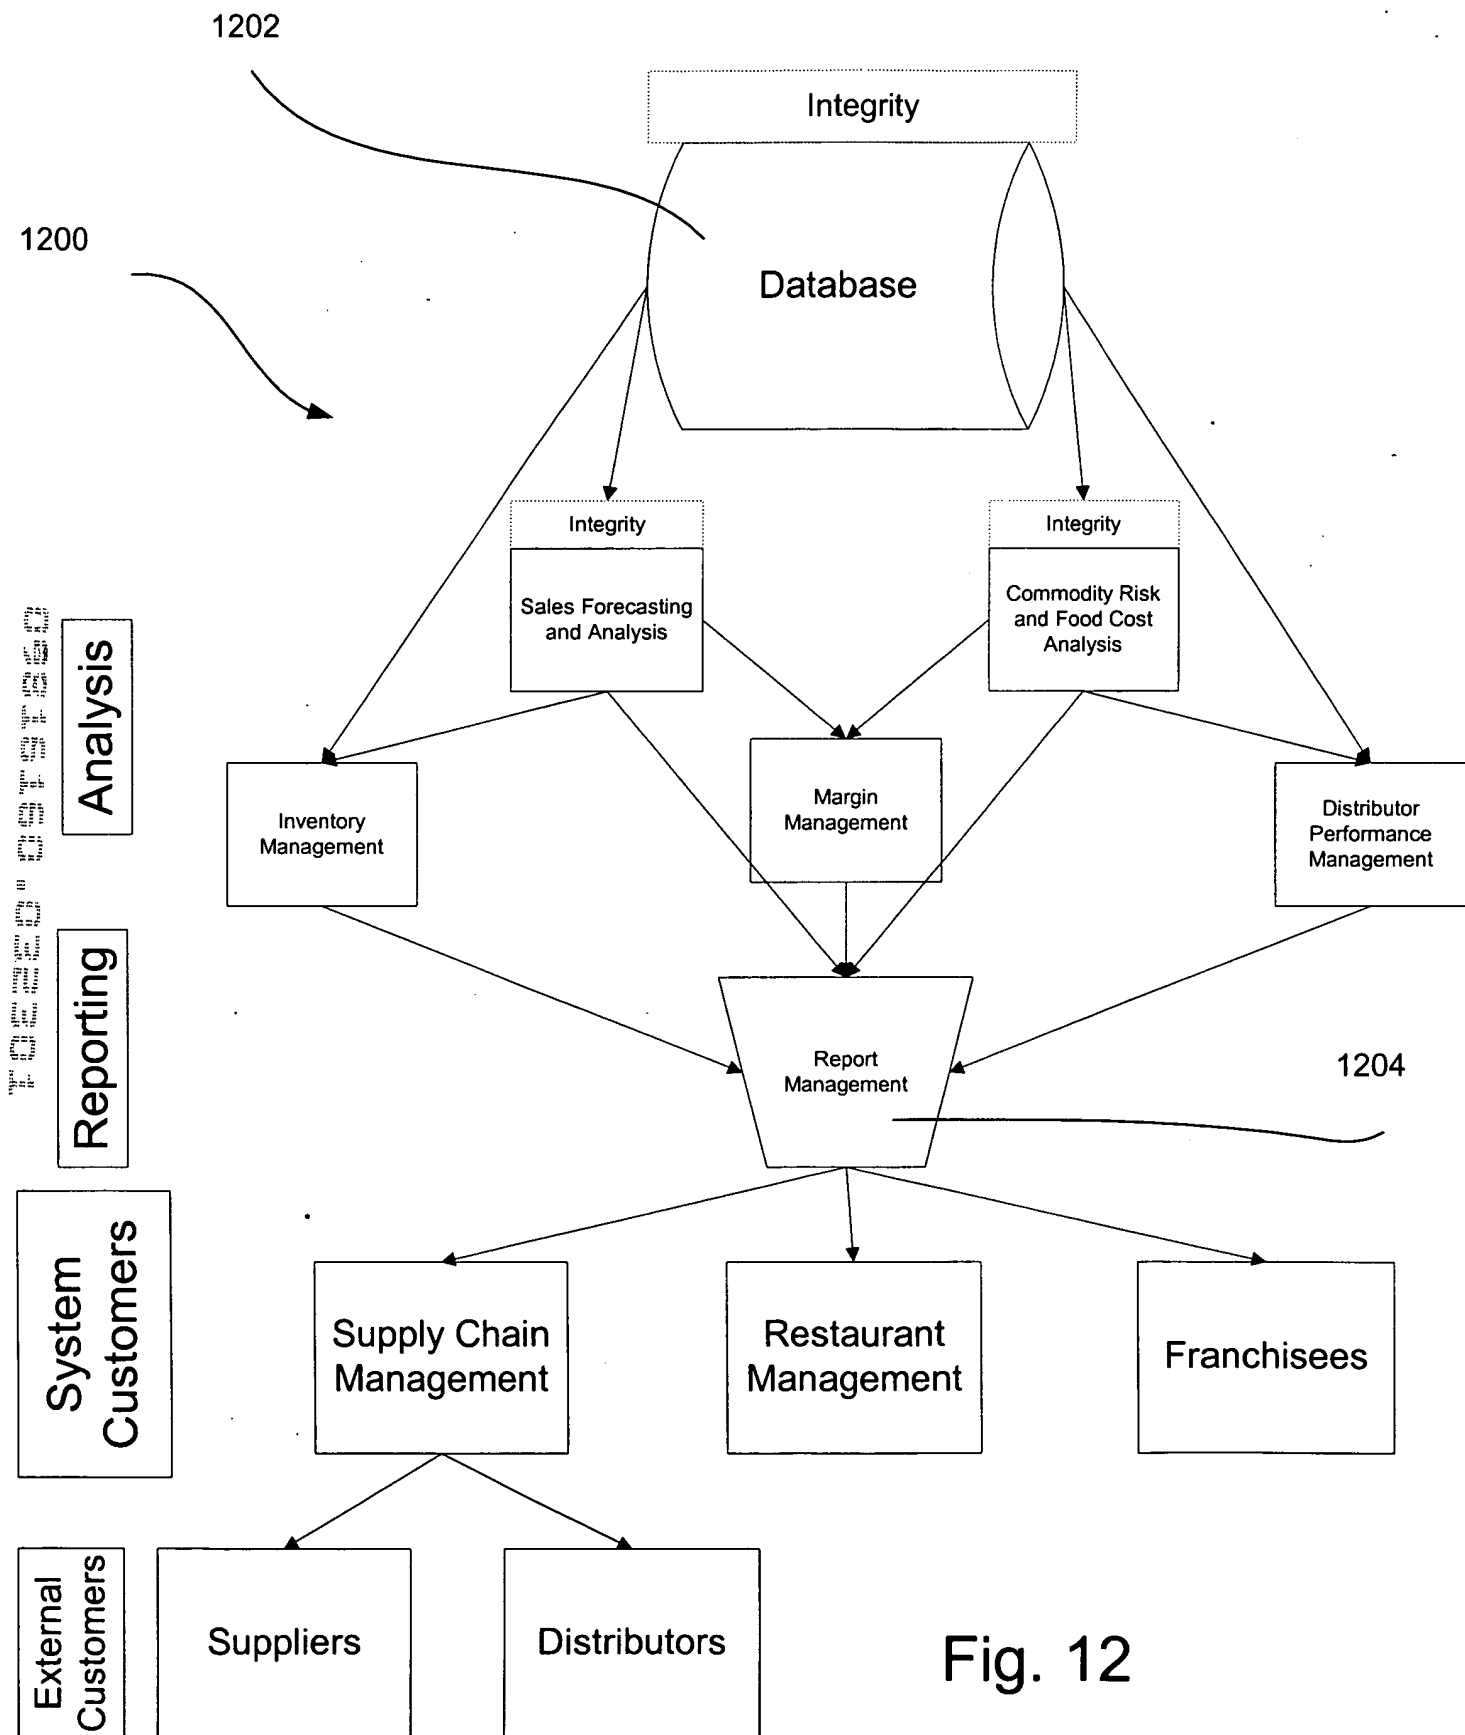 1202
Integrity
1200
Database
Integrity
Integrity
Sales Forecasting
and Analysis
Commodity Risk
and Food Cost
Analysis
Analysis
Inventory
Management
Margin
Management
Distributor
Performance
Management
Reporting
Report
Management
1204
System
Customers
Supply Chain
Management
Restaurant
Management
Franchisees
External
Customers
Suppliers
Distributors
Fig. 12